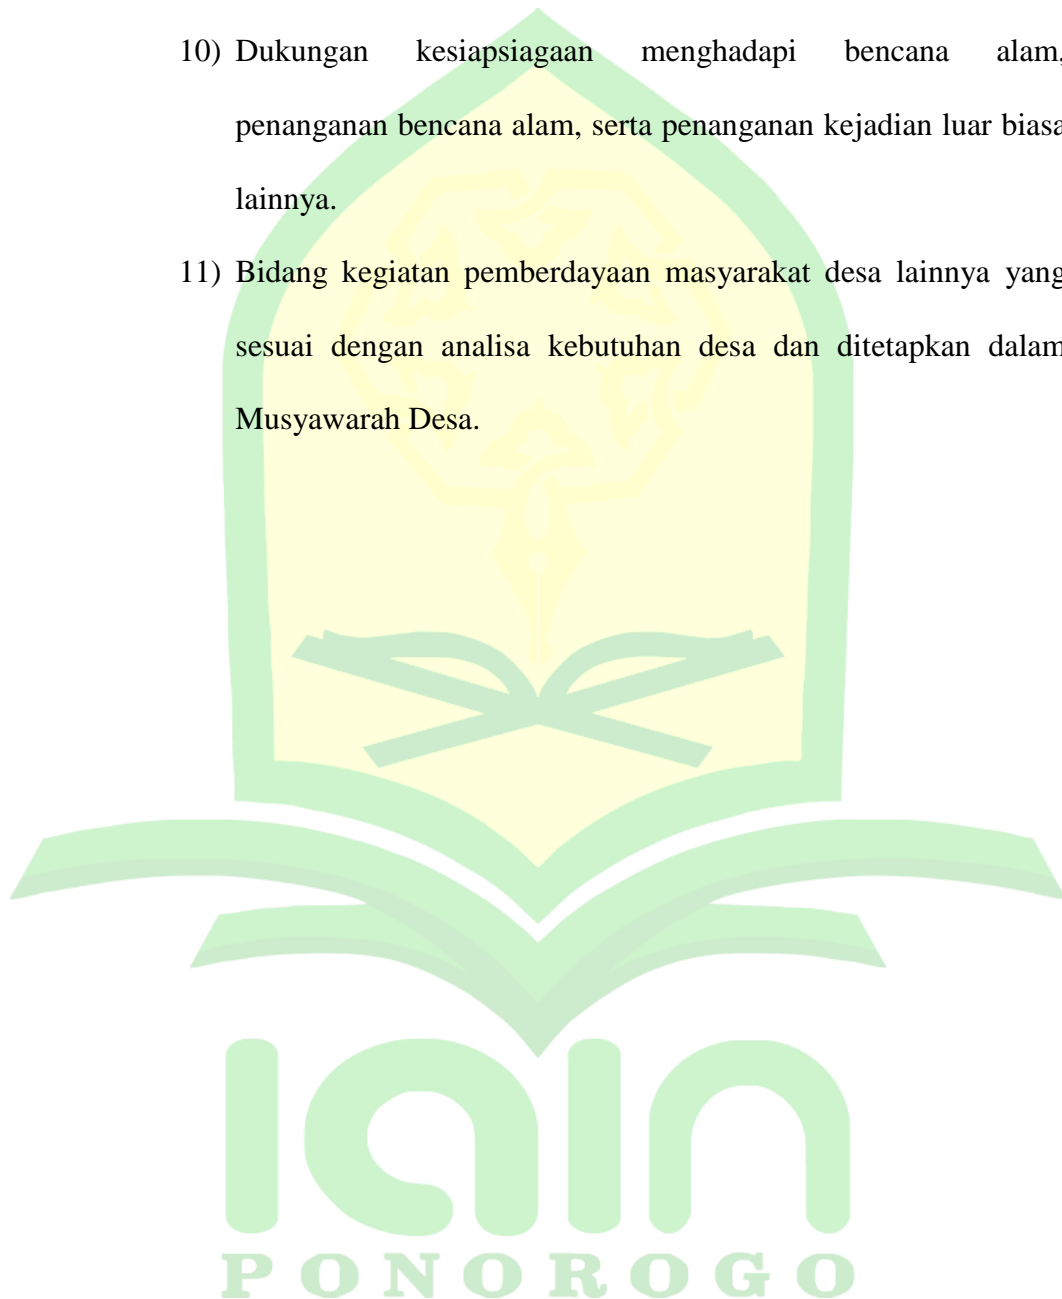 10) Dukungan kesiapsiagaan menghadapi bencana alam,
penanganan bencana alam, serta penanganan kejadian luar biasa
lainnya.
11) Bidang kegiatan pemberdayaan masyarakat desa lainnya yang
sesuai dengan analisa kebutuhan desa dan ditetapkan dalam
Musyawarah Desa.
iain
PONOROGO